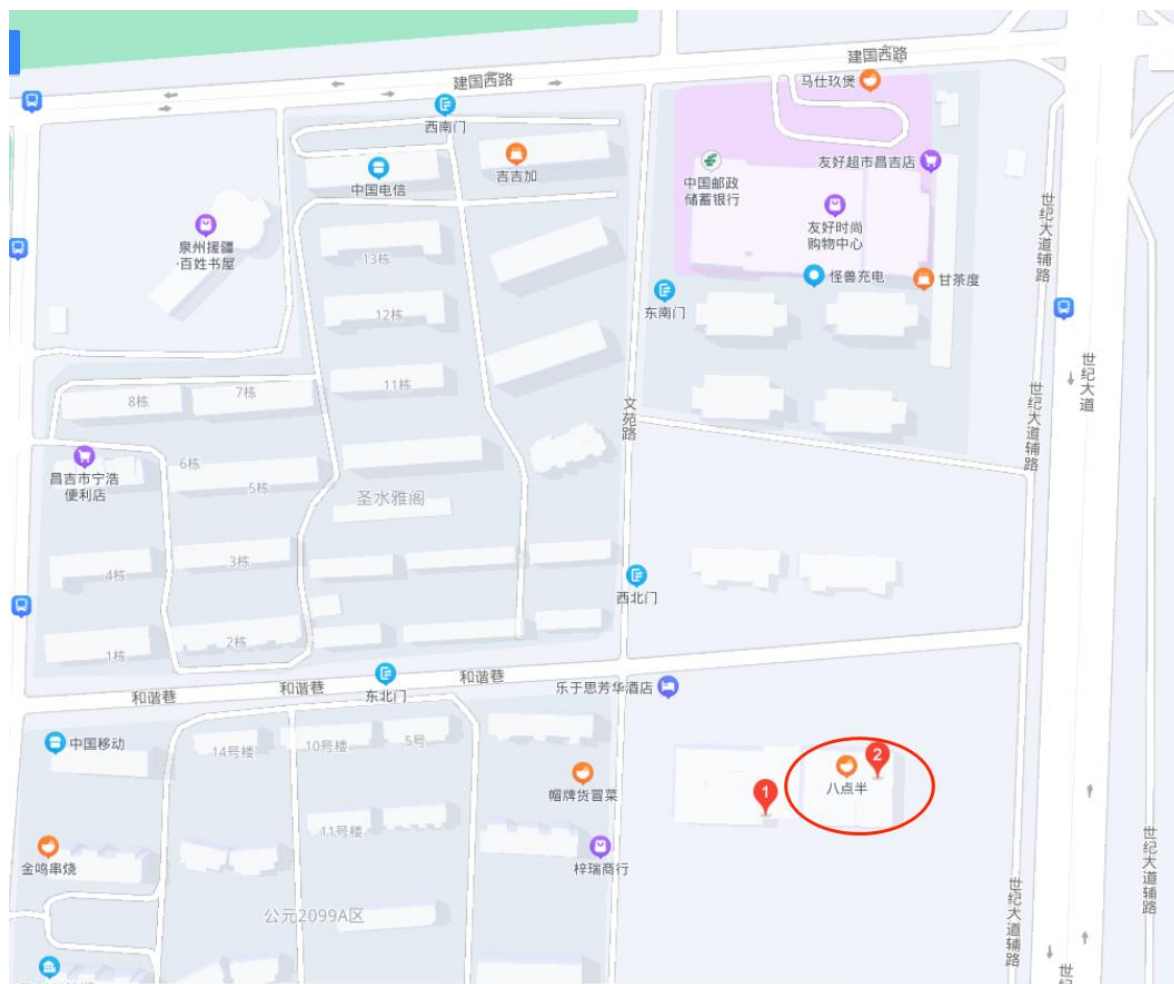 建国西路
建国西路
马仕玖煲
西南门
中国电信
吉吉加
中国邮政
储蓄银行
友好超市昌吉店
友好时尚
购物中心
泉州援疆
·百姓书屋
世纪大道辅路
13栋
怪兽充电
甘茶度
东南门
12栋
世纪大道
11栋
7栋
8栋
文苑路
世纪大道辅路
昌吉市宁浩
便利店
6栋
5栋
圣水雅阁
3栋
4栋
西北门
2栋
1栋
和谐巷
和谐巷
和谐巷
东北门
乐于思芳华酒店
中国移动
14号楼
10号楼
5号
1
2
八点半
帽牌货冒菜
11号楼
金鸣串烧
梓瑞商行
世纪大道辅路
公元2099A区
世纪大道辅路
世